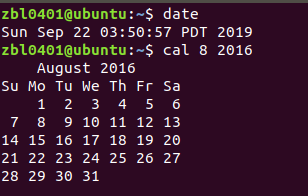 zbl0401@ubuntu:~$ date
Sun Sep 22 03:50:57 PDT 2019
zbl0401@ubuntu:~$ cal 8 2016
    August 2016
Su Mo Tu We Th Fr Sa
    1  2  3  4  5  6
 7  8  9 10 11 12 13
14 15 16 17 18 19 20
21 22 23 24 25 26 27
28 29 30 31